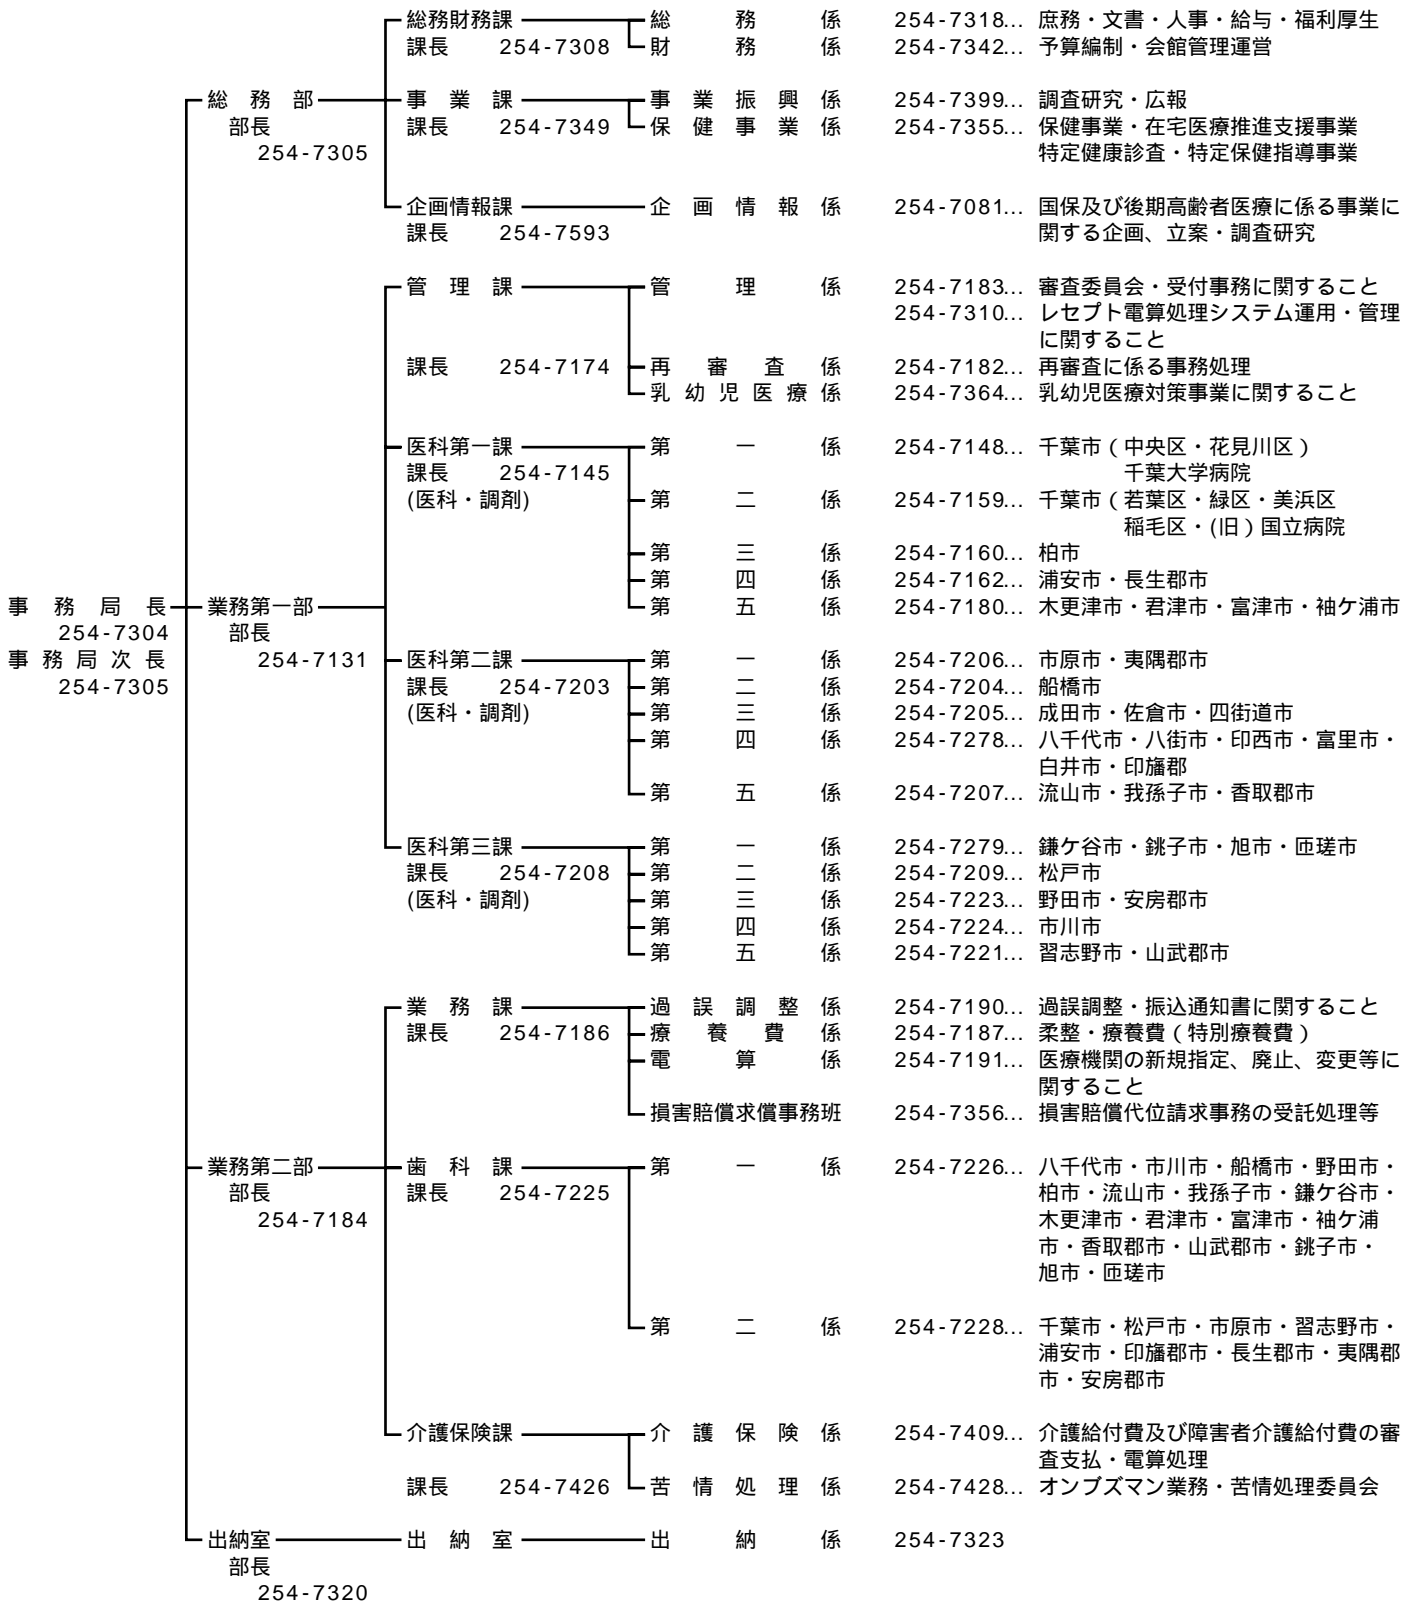 総務財務課 総務係 254-7318… 庶務・文書・人事・給与・福利厚生
課長 254-7308 財務係 254-7342… 予算編制・会館管理運営
総務部 事業課 事業振興係 254-7399… 調査研究・広報
部長 課長 254-7349 保健事業係 254-7355… 保健事業・在宅医療推進支援事業
254-7305 特定健康診査・特定保健指導事業
企画情報課 企画情報係 254-7081… 国保及び後期高齢者医療に係る事業に
課長 254-7593 関する企画、立案・調査研究
管理課 管理係 254-7183… 審査委員会・受付事務に関すること
254-7310… レセプト電算処理システム運用・管理
に関すること
課長 254-7174 再審査係 254-7182… 再審査に係る事務処理
乳幼児医療係 254-7364… 乳幼児医療対策事業に関すること
医科第一課 第一係 254-7148… 千葉市（中央区・花見川区）
課長 254-7145 千葉大学病院
(医科・調剤) 第二係 254-7159… 千葉市（若葉区・緑区・美浜区
稲毛区・(旧）国立病院
第三係 254-7160… 柏市
第四係 254-7162… 浦安市・長生郡市
事務局長 業務第一部 第五係 254-7180… 木更津市・君津市・富津市・袖ケ浦市
254-7304 部長
事務局次長 254-7131 医科第二課 第一係 254-7206… 市原市・夷隅郡市
254-7305 課長 254-7203 第二係 254-7204… 船橋市
(医科・調剤) 第三係 254-7205… 成田市・佐倉市・四街道市
第四係 254-7278… 八千代市・八街市・印西市・富里市・
白井市・印旛郡
第五係 254-7207… 流山市・我孫子市・香取郡市
医科第三課 第一係 254-7279… 鎌ケ谷市・銚子市・旭市・匝瑳市
課長 254-7208 第二係 254-7209… 松戸市
(医科・調剤) 第三係 254-7223… 野田市・安房郡市
第四係 254-7224… 市川市
第五係 254-7221… 習志野市・山武郡市
業務課 過誤調整係 254-7190… 過誤調整・振込通知書に関すること
課長 254-7186 療養費係 254-7187… 柔整・療養費（特別療養費）
電算係 254-7191… 医療機関の新規指定、廃止、変更等に
関すること
損害賠償求償事務班 254-7356… 損害賠償代位請求事務の受託処理等
業務第二部 歯科課 第一係 254-7226… 八千代市・市川市・船橋市・野田市・
部長 課長 254-7225 柏市・流山市・我孫子市・鎌ケ谷市・
254-7184 木更津市・君津市・富津市・袖ケ浦
市・香取郡市・山武郡市・銚子市・
旭市・匝瑳市
第二係 254-7228… 千葉市・松戸市・市原市・習志野市・
浦安市・印旛郡市・長生郡市・夷隅郡
市・安房郡市
介護保険課 介護保険係 254-7409… 介護給付費及び障害者介護給付費の審
査支払・電算処理
課長 254-7426 苦情処理係 254-7428… オンブズマン業務・苦情処理委員会
出納室 出納室 出納係 254-7323
部長
254-7320